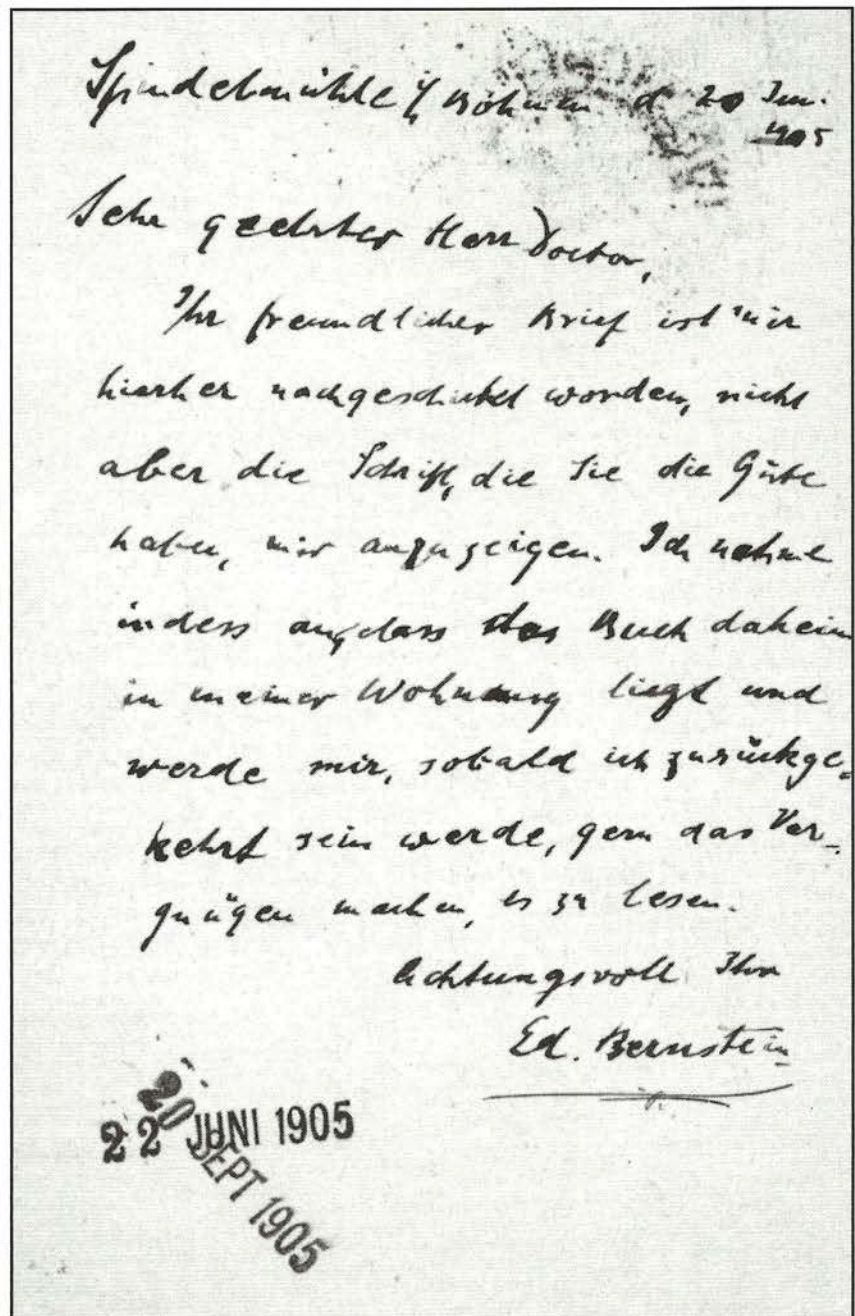 Spindelmühle i/ Böhmen d 20 Jun.
1905
Sehr geehrter Herr Doctor,
Ihr freundlicher Brief ist mir
hierher nachgeschickt worden, nicht
aber die Schrift, die Sie die Güte
haben, mir anzuzeigen. Ich nehme
indess an, dass das Buch daheim
in meiner Wohnung liegt und
werde mir, sobald ich zurückge-
kehrt sein werde, gern das Ver-
gnügen machen, es zu lesen.
Achtungsvoll Ihr
Ed. Bernstein
22 JUNI 1905
20 SEPT 1905